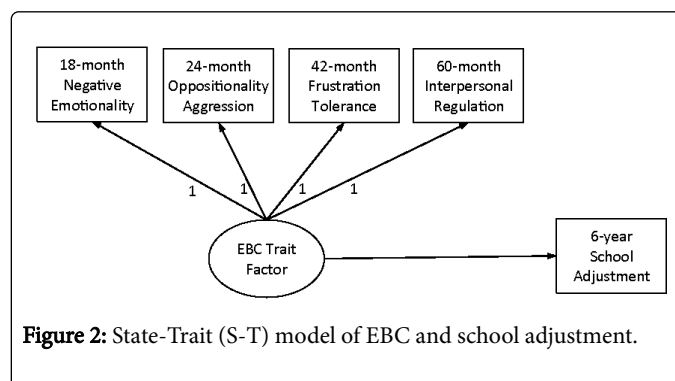 18-month
Negative
Emotionality
24-month
Oppositionality
Aggression
42-month
Frustration
Tolerance
60-month
Interpersonal
Regulation
1
1
1
1
EBC Trait
Factor
6-year
School
Adjustment
Figure 2: State-Trait (S-T) model of EBC and school adjustment.